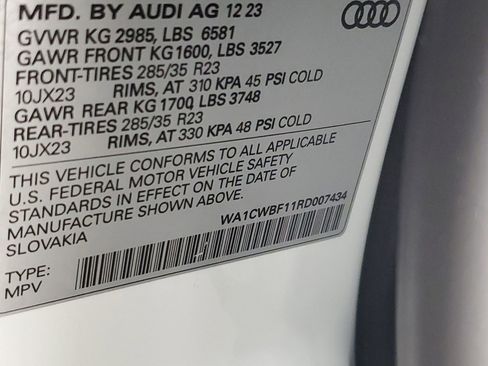 MFD. BY AUDI AG 12 23
GVWR KG 2985, LBS 6581
GAWR FRONT KG1600, LBS 3527
FRONT-TIRES 285/35 R23
10JX23 RIMS, AT 310 KPA 45 PSI COLD
GAWR REAR KG 1700, LBS 3748
REAR-TIRES 285/35 R23
10JX23 RIMS, AT 330 KPA 48 PSI COLD
THIS VEHICLE CONFORMS TO ALL APPLICABLE
U.S. FEDERAL MOTOR VEHICLE SAFETY
STANDARDS IN EFFECT ON THE DATE OF
MANUFACTURE SHOWN ABOVE.
SLOVAKIA
WA1CWBF11RD007434
TYPE:
MPV